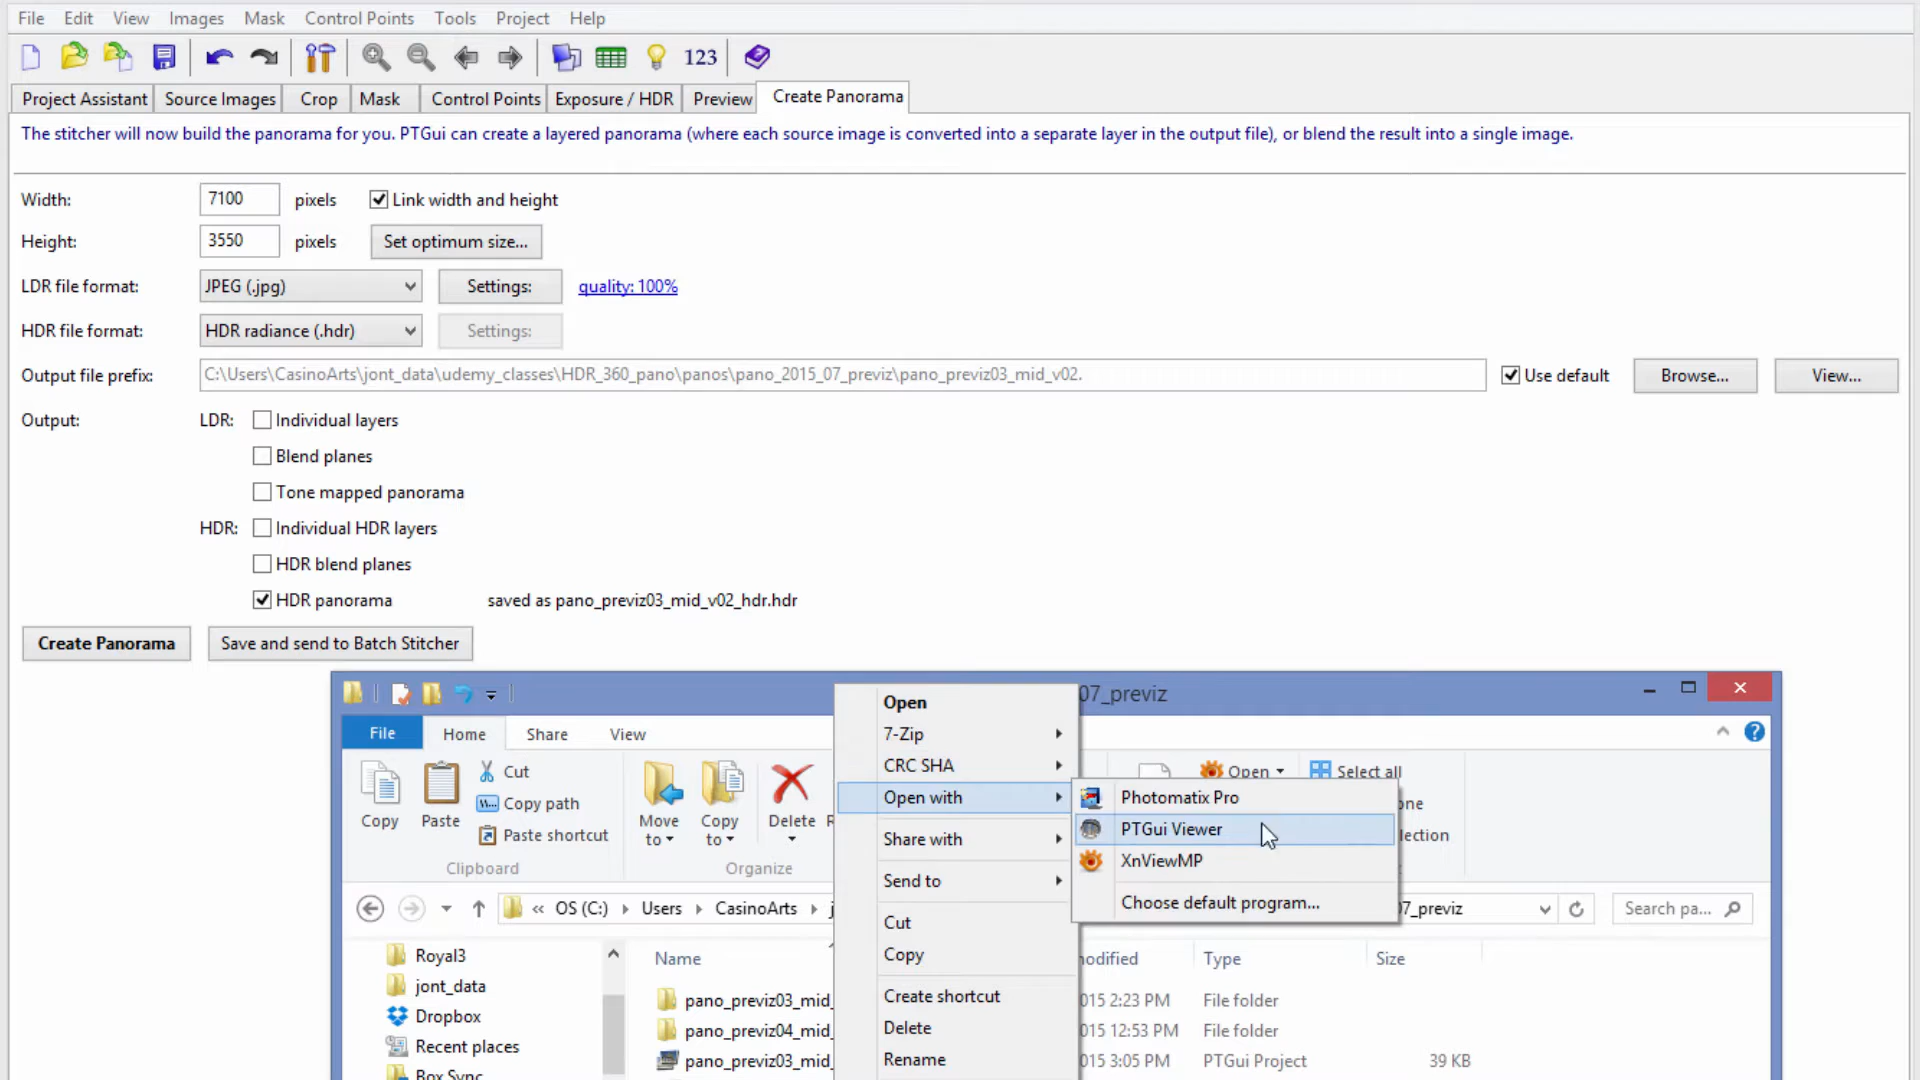 File Edit View Images Mask Control Points Tools Project Help
123
Project Assistant Source Images Crop Mask Control Points Exposure / HDR Preview Create Panorama
The stitcher will now build the panorama for you. PTGui can create a layered panorama (where each source image is converted into a separate layer in the output file), or blend the result into a single image.
Width: 7100 pixels Link width and height
Height: 3550 pixels Set optimum size...
LDR file format: JPEG (.jpg) Settings: quality: 100%
HDR file format: HDR radiance (.hdr) Settings:
Output file prefix: C:\Users\CasinoArts\jont_data\udemy_classes\HDR_360_pano\panos\pano_2015_07_previz\pano_previz03_mid_v02. Use default Browse... View...
Output: LDR: Individual layers
Blend planes
Tone mapped panorama
HDR: Individual HDR layers
HDR blend planes
HDR panorama saved as pano_previz03_mid_v02_hdr.hdr
Create Panorama Save and send to Batch Stitcher
07_previz
File Home Share View
Copy Paste Cut
Copy path
Paste shortcut
Clipboard
Move to Copy to Delete
Organize
Open Select all
Open
7-Zip
CRC SHA
Open with
Share with
Send to
Cut
Copy
Create shortcut
Delete
Rename
Photomatix Pro
PTGui Viewer
XnViewMP
Choose default program...
« OS (C:) Users CasinoArts 07_previz Search pa...
Royal3
jont_data
Dropbox
Recent places
Box Sync
Name Type Size
pano_previz03_mid_ 015 2:23 PM File folder
pano_previz04_mid_ 015 12:53 PM File folder
pano_previz03_mid_ 015 3:05 PM PTGui Project 39 KB